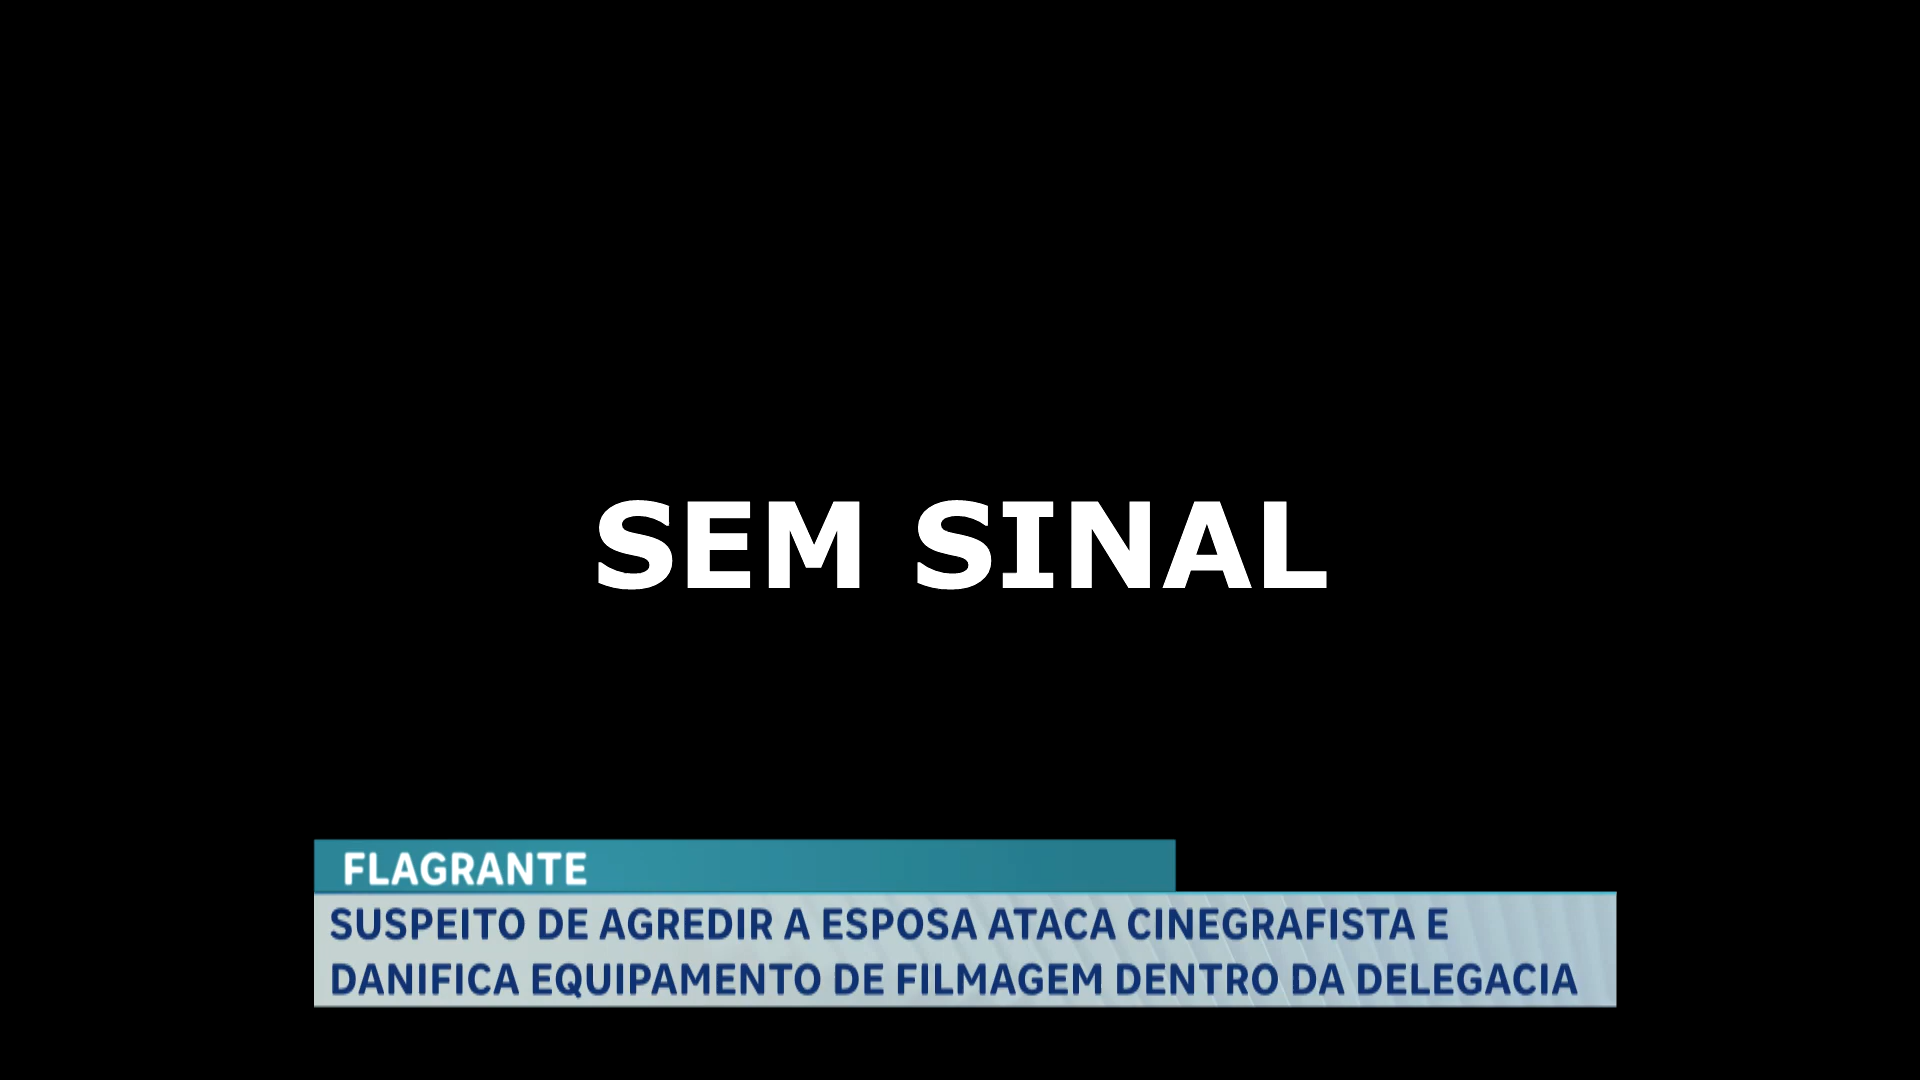 SEM SINAL
FLAGRANTE
SUSPEITO DE AGREDIR A ESPOSA ATACA CINEGRAFISTA E
DANIFICA EQUIPAMENTO DE FILMAGEM DENTRO DA DELEGACIA